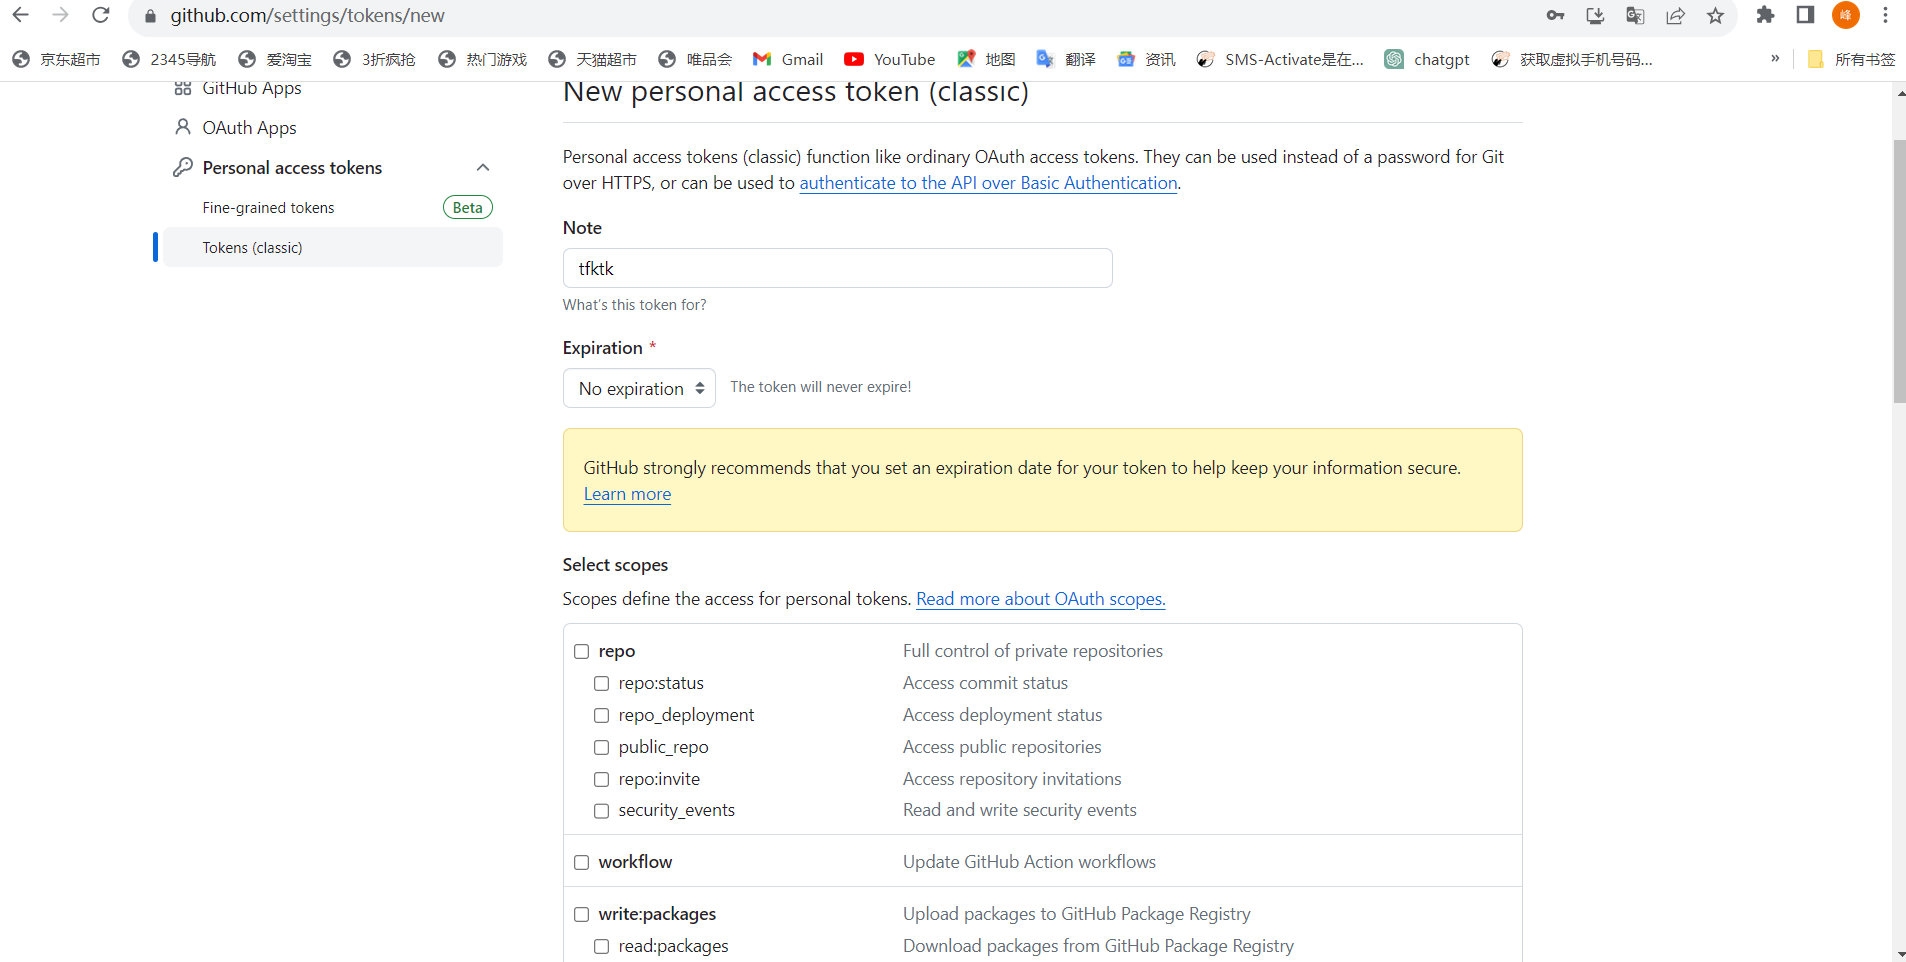 github.com/settings/tokens/new
峰
京东超市 2345导航 爱淘宝 3折疯抢 热门游戏 天猫超市 唯品会 Gmail YouTube 地图 翻译 资讯 SMS-Activate是在... chatgpt 获取虚拟手机号码... » 所有书签
GitHub Apps
OAuth Apps
Personal access tokens
Fine-grained tokens Beta
Tokens (classic)
New personal access token (classic)
Personal access tokens (classic) function like ordinary OAuth access tokens. They can be used instead of a password for Git
over HTTPS, or can be used to authenticate to the API over Basic Authentication.
Note
tfktk
What's this token for?
Expiration *
No expiration The token will never expire!
GitHub strongly recommends that you set an expiration date for your token to help keep your information secure.
Learn more
Select scopes
Scopes define the access for personal tokens. Read more about OAuth scopes.
repo Full control of private repositories
repo:status Access commit status
repo_deployment Access deployment status
public_repo Access public repositories
repo:invite Access repository invitations
security_events Read and write security events
workflow Update GitHub Action workflows
write:packages Upload packages to GitHub Package Registry
read:packages Download packages from GitHub Package Registry